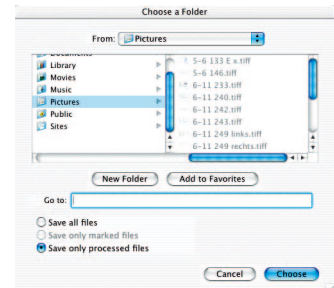 Choose a Folder
From: Pictures
Documents
Library
Movies
Music
Pictures
Public
Sites
5-6 133 E x.tiff
5-6 146.tiff
6-11 233.tiff
6-11 240.tiff
6-11 242.tiff
6-11 243.tiff
6-11 249 links.tiff
6-11 249 rechts.tiff
New Folder
Add to Favorites
Go to:
Save all files
Save only marked files
Save only processed files
Cancel
Choose